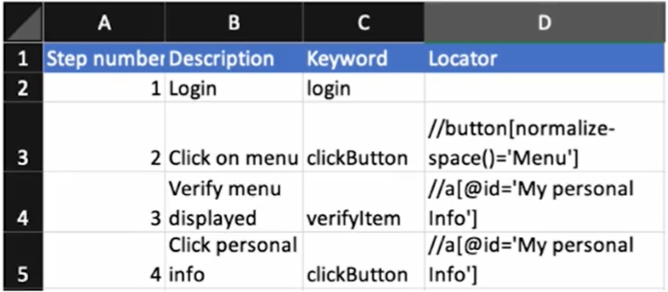 A B C D
1 Step number Description Keyword Locator
2 1 Login login
//button[normalize-
3 2 Click on menu clickButton space()='Menu']
Verify menu //a[@id='My personal
4 3 displayed verifyItem Info']
Click personal //a[@id='My personal
5 4 info clickButton Info']